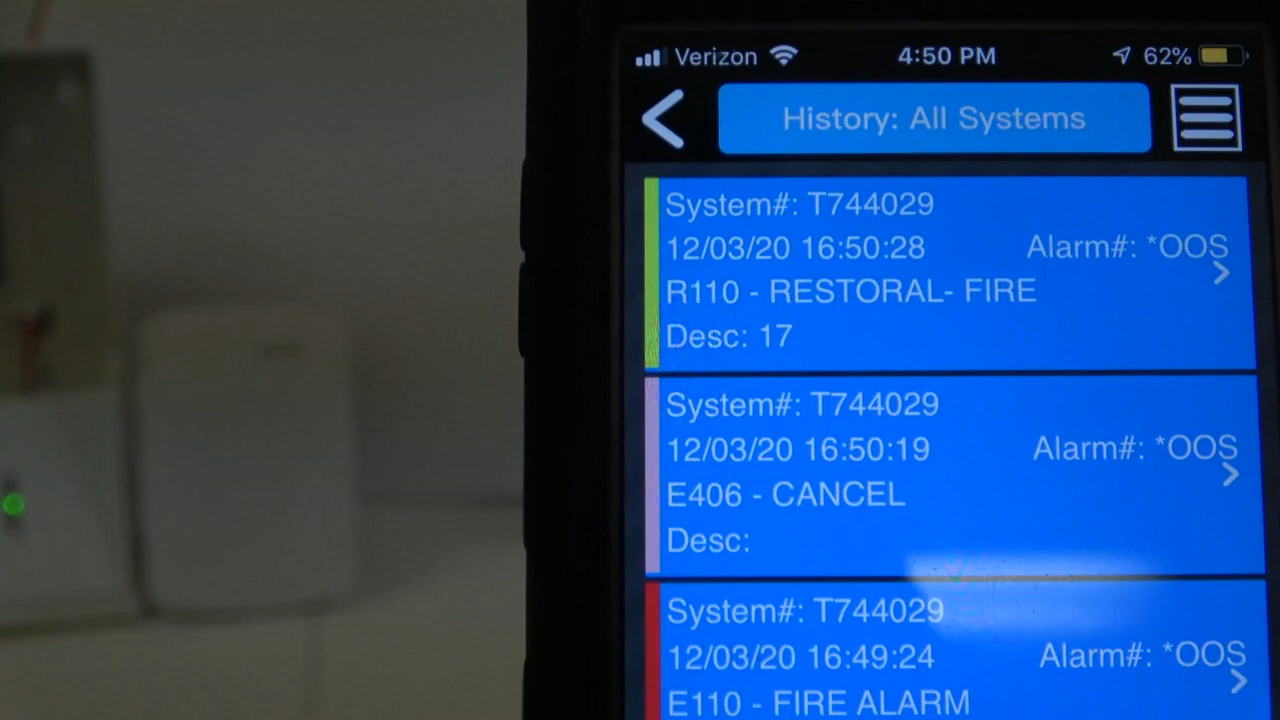 Verizon 4:50 PM 62%
History: All Systems
System#: T744029
12/03/20 16:50:28 Alarm#: *OOS
R110 - RESTORAL- FIRE
Desc: 17
System#: T744029
12/03/20 16:50:19 Alarm#: *OOS
E406 - CANCEL
Desc:
System#: T744029
12/03/20 16:49:24 Alarm#: *OOS
E110 - FIRE ALARM